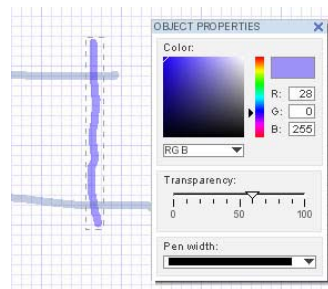 OBJECT PROPERTIES
Color:
R: 28
G: 0
B: 255
RGB
Transparency:
0 50 100
Pen width: